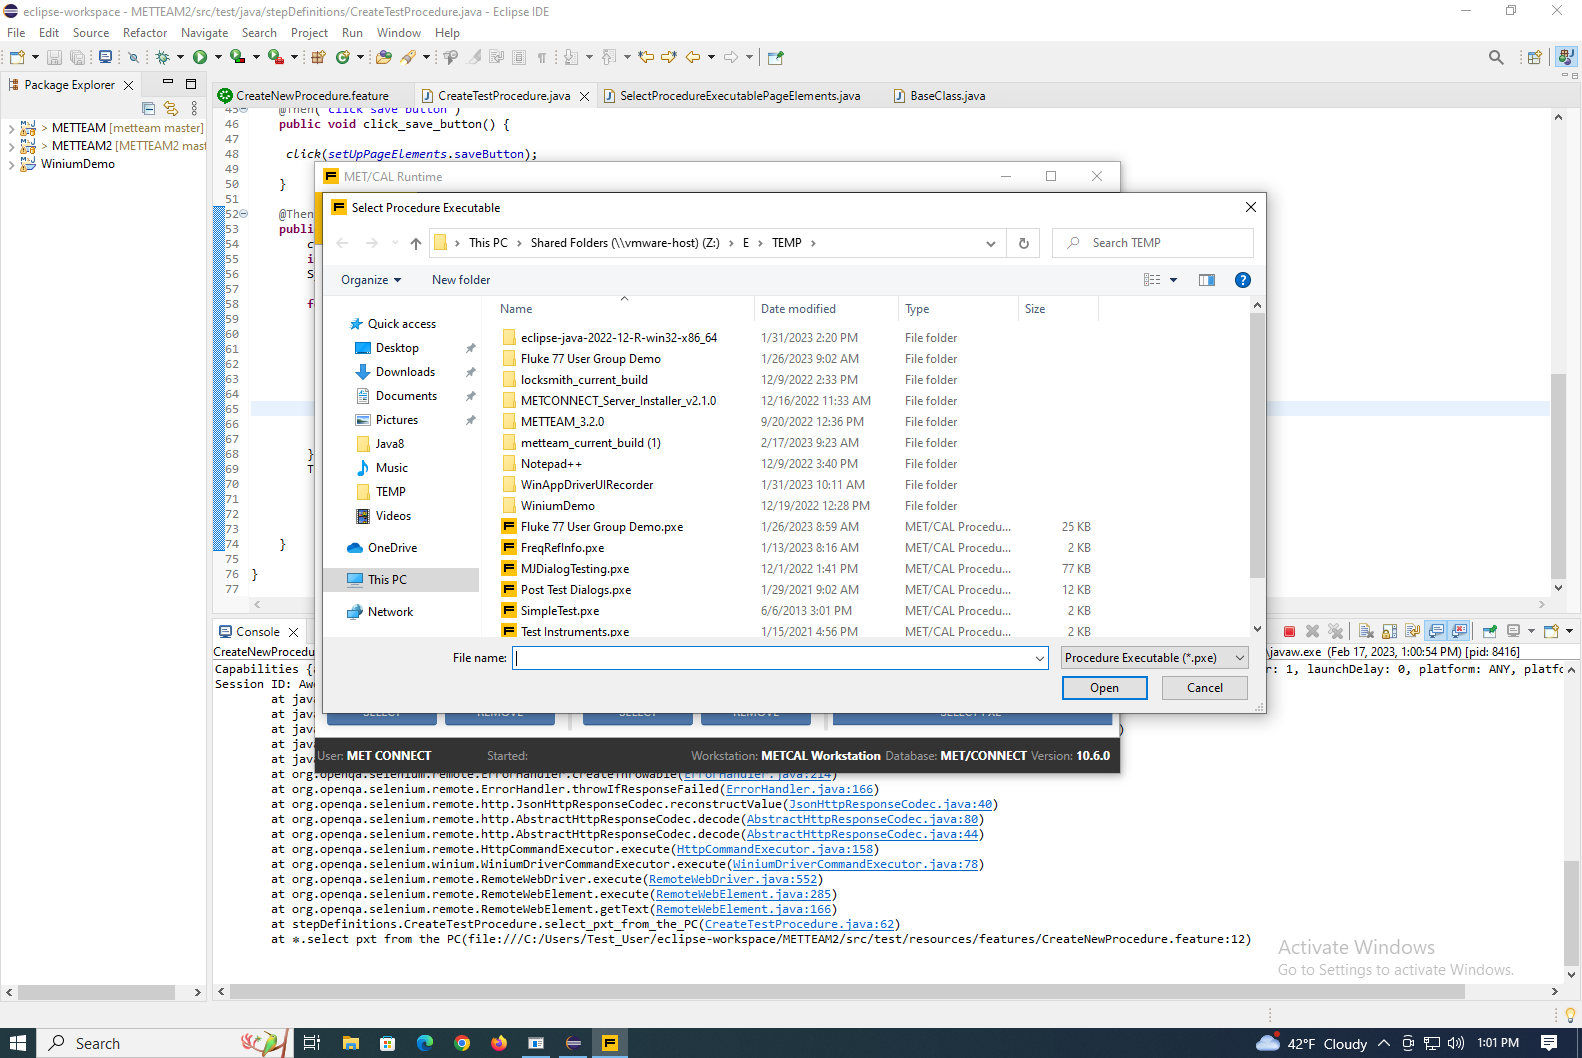 eclipse-workspace - METTEAM2/src/test/java/stepDefinitions/CreateTestProcedure.java - Eclipse IDE
File Edit Source Refactor Navigate Search Project Run Window Help
Package Explorer
CreateNewProcedure.feature CreateTestProcedure.java SelectProcedureExecutablePageElements.java BaseClass.java
> METTEAM [metteam master]
> METTEAM2 [METTEAM2 mast
WiniumDemo
45 @Then("click save button")
46 public void click_save_button() {
47
48 click(setUpPageElements.saveButton);
49
50 }
51
52 @Then
53 publi
54
55 i
56 S
57
58 f
59
60
61
62
63
64
65
66
67
68 }
69 T
70
71
72
73
74 }
75
76 }
77
MET/CAL Runtime
Select Procedure Executable
This PC > Shared Folders (\\vmware-host) (Z:) > E > TEMP >
Search TEMP
Organize New folder
Name Date modified Type Size
Quick access
Desktop
Downloads
Documents
Pictures
Java8
Music
TEMP
Videos
OneDrive
This PC
Network
eclipse-java-2022-12-R-win32-x86_64 1/31/2023 2:20 PM File folder
Fluke 77 User Group Demo 1/26/2023 9:02 AM File folder
locksmith_current_build 12/9/2022 2:33 PM File folder
METCONNECT_Server_Installer_v2.1.0 12/16/2022 11:33 AM File folder
METTEAM_3.2.0 9/20/2022 12:36 PM File folder
metteam_current_build (1) 2/17/2023 9:23 AM File folder
Notepad++ 12/9/2022 3:40 PM File folder
WinAppDriverUIRecorder 1/31/2023 10:11 AM File folder
WiniumDemo 12/19/2022 12:28 PM File folder
Fluke 77 User Group Demo.pxe 1/26/2023 8:59 AM MET/CAL Procedu... 25 KB
FreqRefInfo.pxe 1/13/2023 8:16 AM MET/CAL Procedu... 2 KB
MJDialogTesting.pxe 12/1/2022 1:41 PM MET/CAL Procedu... 77 KB
Post Test Dialogs.pxe 1/29/2021 9:02 AM MET/CAL Procedu... 12 KB
SimpleTest.pxe 6/6/2013 3:01 PM MET/CAL Procedu... 2 KB
Test Instruments.pxe 1/15/2021 4:56 PM MET/CAL Procedu... 2 KB
File name: Procedure Executable (*.pxe)
Open Cancel
SELECT REMOVE SELECT REMOVE SELECT PXE
User: MET CONNECT Started: Workstation: METCAL Workstation Database: MET/CONNECT Version: 10.6.0
Console
CreateNewProcedu \javaw.exe (Feb 17, 2023, 1:00:54 PM) [pid: 8416]
Capabilities {a r: 1, launchDelay: 0, platform: ANY, platfo
Session ID: Aw
at java
at java
at java )
at java
at java
at org.openqa.selenium.remote.ErrorHandler.createThrowable(ErrorHandler.java:214)
at org.openqa.selenium.remote.ErrorHandler.throwIfResponseFailed(ErrorHandler.java:166)
at org.openqa.selenium.remote.http.JsonHttpResponseCodec.reconstructValue(JsonHttpResponseCodec.java:40)
at org.openqa.selenium.remote.http.AbstractHttpResponseCodec.decode(AbstractHttpResponseCodec.java:80)
at org.openqa.selenium.remote.http.AbstractHttpResponseCodec.decode(AbstractHttpResponseCodec.java:44)
at org.openqa.selenium.remote.HttpCommandExecutor.execute(HttpCommandExecutor.java:158)
at org.openqa.selenium.winium.WiniumDriverCommandExecutor.execute(WiniumDriverCommandExecutor.java:78)
at org.openqa.selenium.remote.RemoteWebDriver.execute(RemoteWebDriver.java:552)
at org.openqa.selenium.remote.RemoteWebElement.execute(RemoteWebElement.java:285)
at org.openqa.selenium.remote.RemoteWebElement.getText(RemoteWebElement.java:166)
at stepDefinitions.CreateTestProcedure.select_pxt_from_the_PC(CreateTestProcedure.java:62)
at *.select pxt from the PC(file:///C:/Users/Test_User/eclipse-workspace/METTEAM2/src/test/resources/features/CreateNewProcedure.feature:12)
Activate Windows
Go to Settings to activate Windows.
Search
42°F Cloudy
1:01 PM